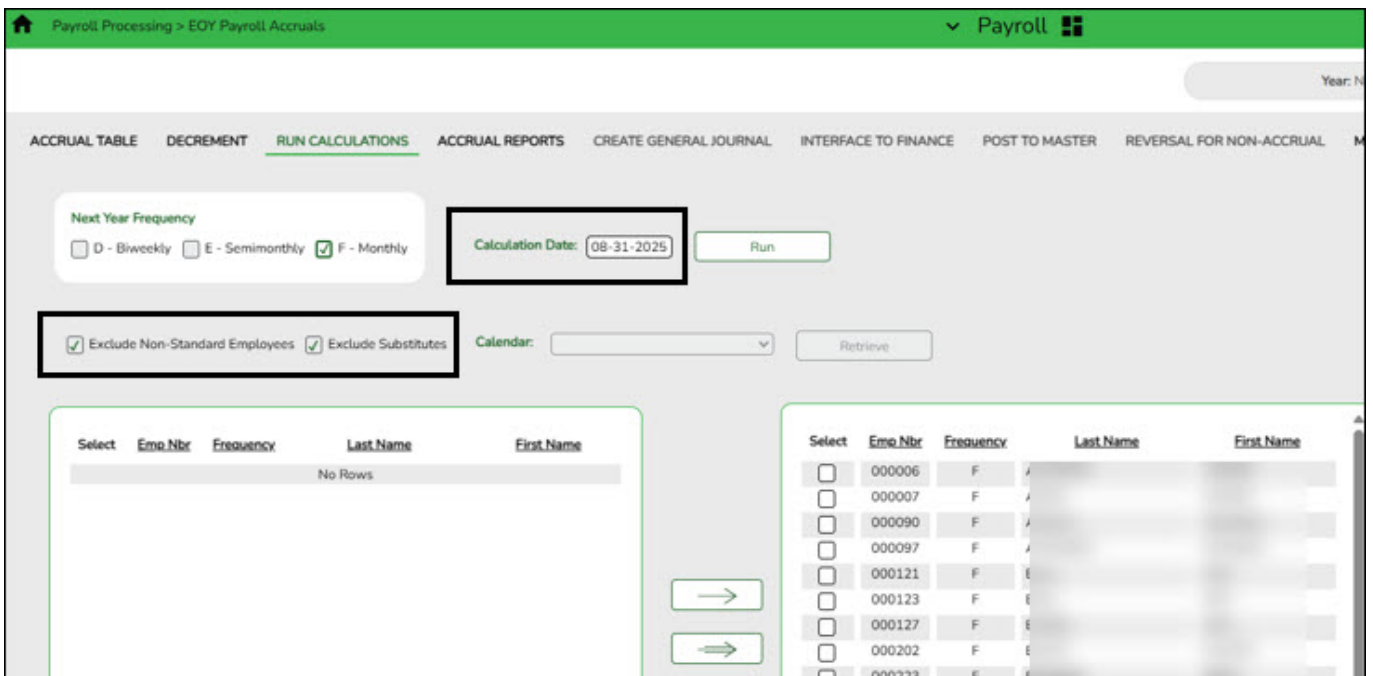 Payroll Processing > EOY Payroll Accruals
Payroll
Year: N
ACCRUAL TABLE DECREMENT RUN CALCULATIONS ACCRUAL REPORTS CREATE GENERAL JOURNAL INTERFACE TO FINANCE POST TO MASTER REVERSAL FOR NON-ACCRUAL M
Next Year Frequency
D - Biweekly E - Semimonthly F - Monthly
Calculation Date: 08-31-2025 Run
Exclude Non-Standard Employees Exclude Substitutes Calendar: Retrieve
Select Emp Nbr Frequency Last Name First Name
No Rows
Select Emp Nbr Frequency Last Name First Name
000006 F A
000007 F A
000090 F A
000097 F A
000121 F
000123 F
000127 F
000202 F
000223 F